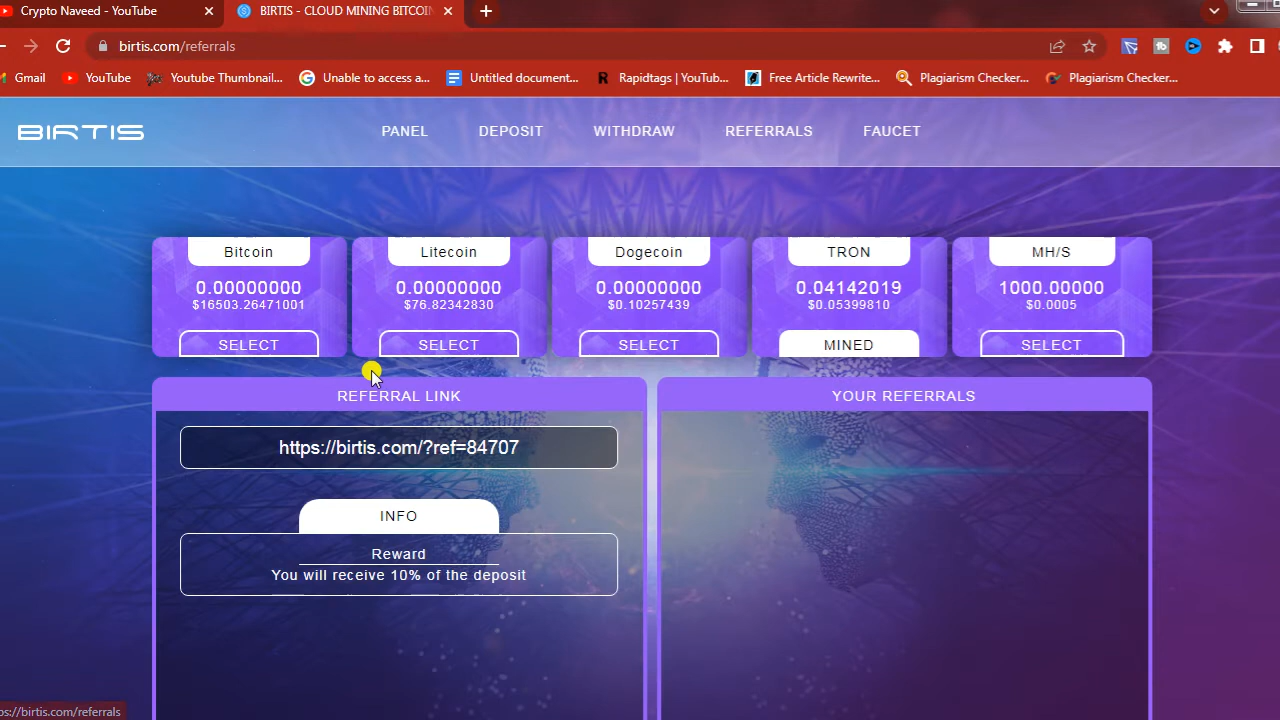 Crypto Naveed - YouTube
BIRTIS - CLOUD MINING BITCOIN
birtis.com/referrals
Gmail
YouTube
Youtube Thumbnail...
Unable to access a...
Untitled document...
Rapidtags | YouTub...
Free Article Rewrite...
Plagiarism Checker...
Plagiarism Checker...
BIRTIS
PANEL
DEPOSIT
WITHDRAW
REFERRALS
FAUCET
Bitcoin
0.00000000
$16503.26471001
SELECT
Litecoin
0.00000000
$76.82342830
SELECT
Dogecoin
0.00000000
$0.10257439
SELECT
TRON
0.04142019
$0.05399810
MINED
MH/S
1000.00000
$0.0005
SELECT
REFERRAL LINK
https://birtis.com/?ref=84707
INFO
Reward
You will receive 10% of the deposit
YOUR REFERRALS
ps://birtis.com/referrals